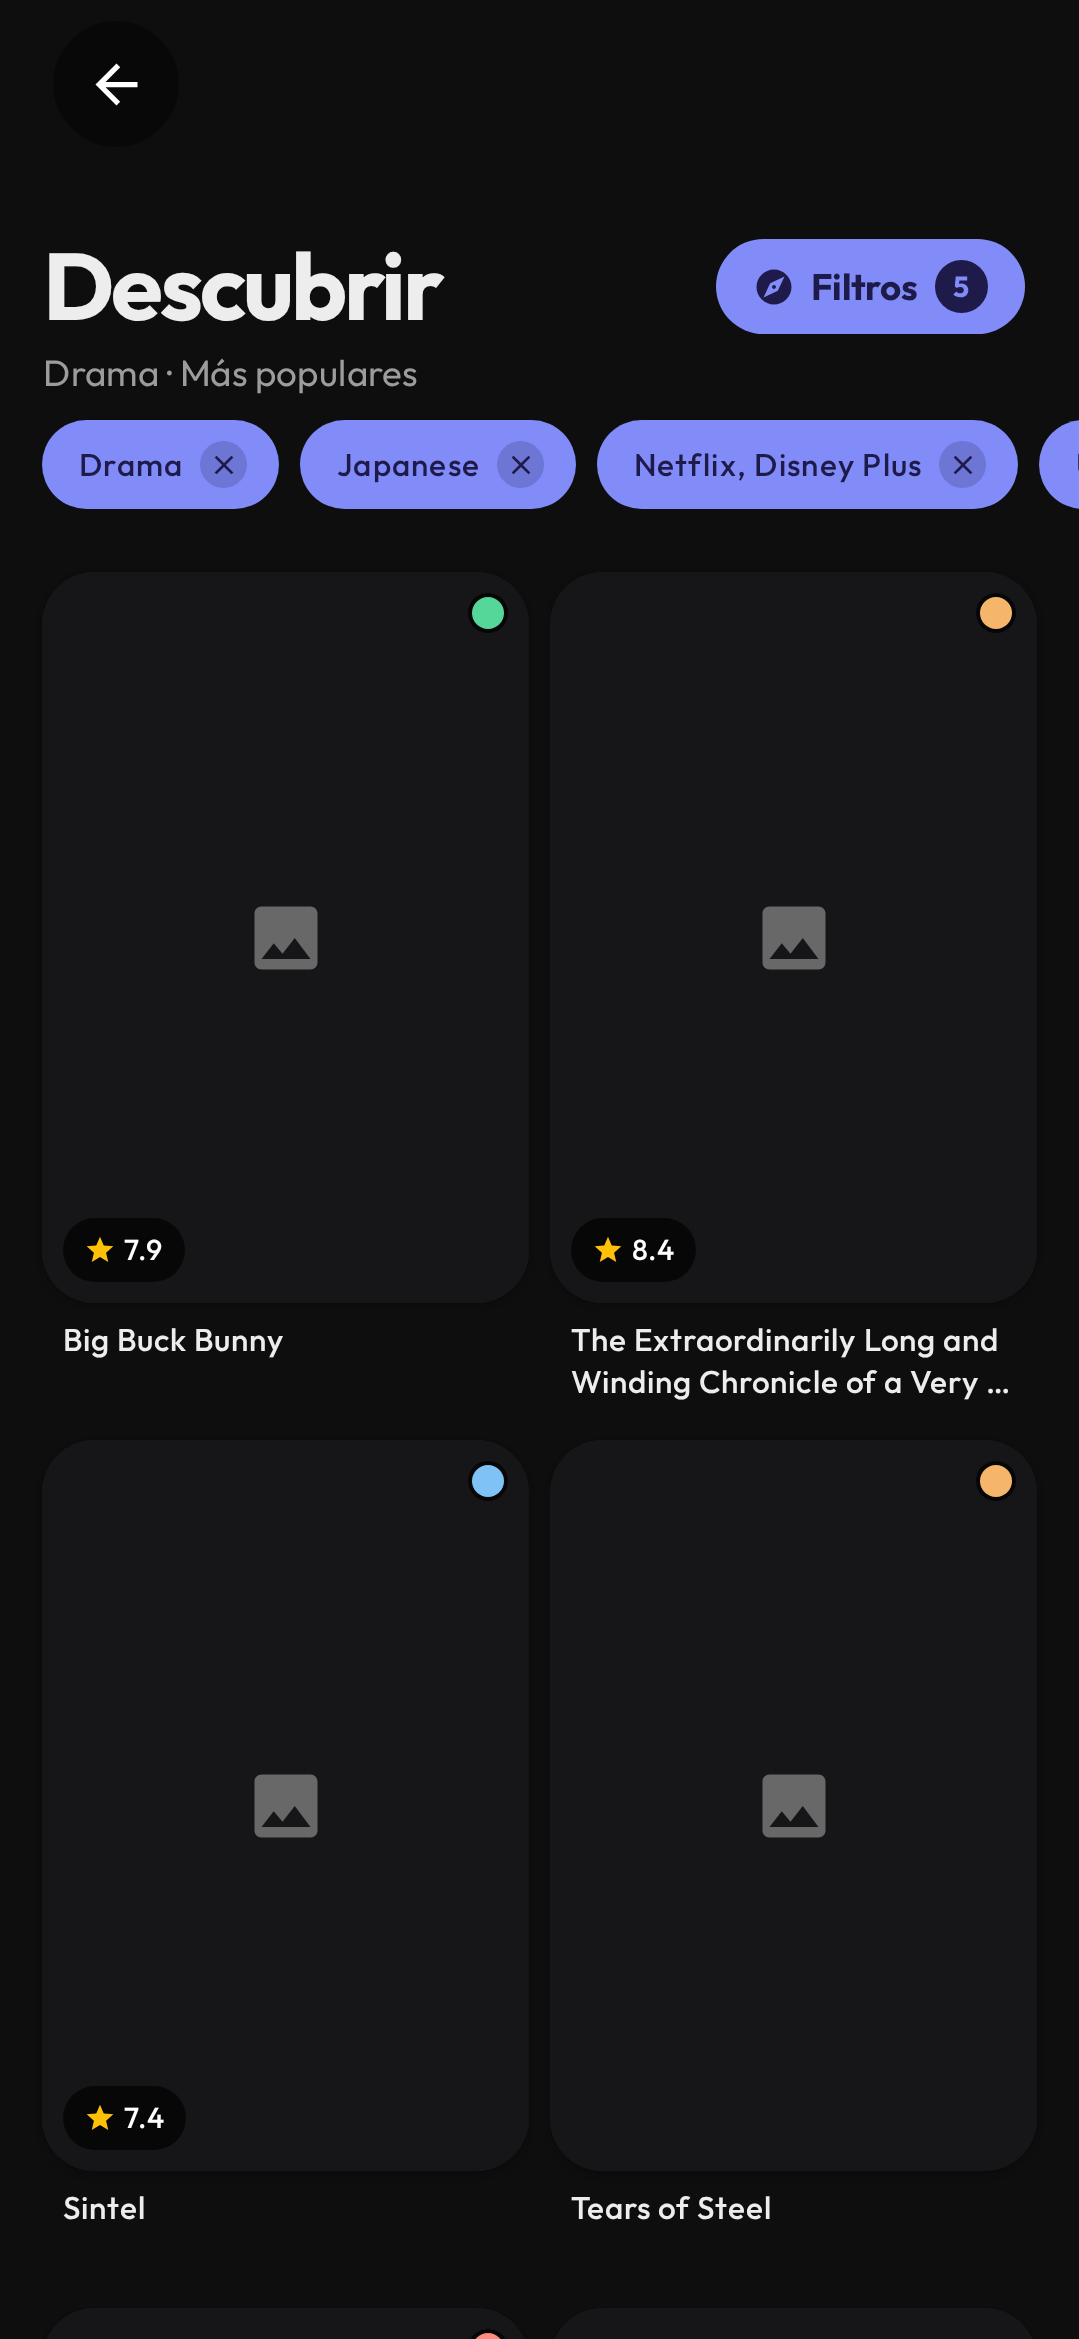 Descubrir
Filtros 5
Drama · Más populares
Drama
Japanese
Netflix, Disney Plus
7.9
8.4
Big Buck Bunny
The Extraordinarily Long and
Winding Chronicle of a Very ...
7.4
Sintel
Tears of Steel